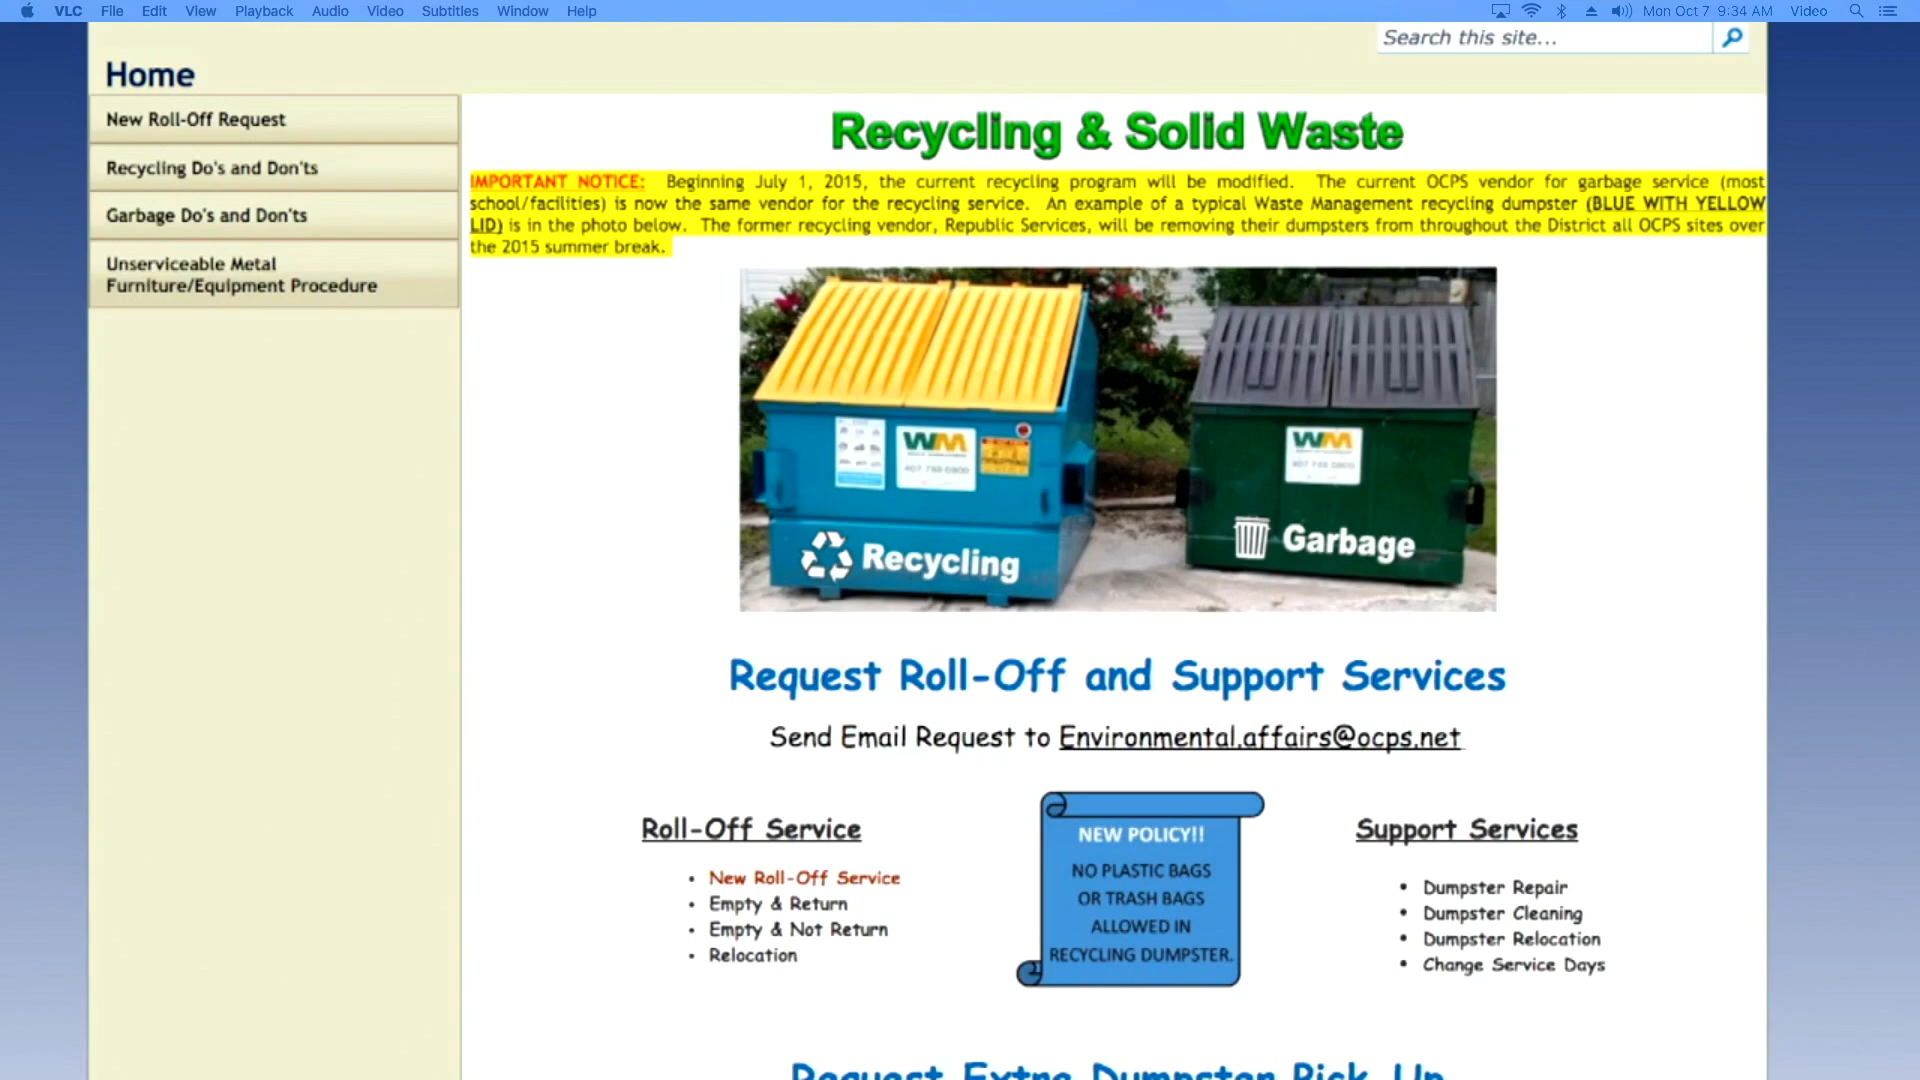 VLC File Edit View Playback Audio Video Subtitles Window Help Mon Oct 7 9:34 AM Video
Search this site...
Home
New Roll-Off Request
Recycling Do's and Don'ts
Garbage Do's and Don'ts
Unserviceable Metal
Furniture/Equipment Procedure
Recycling & Solid Waste
IMPORTANT NOTICE: Beginning July 1, 2015, the current recycling program will be modified. The current OCPS vendor for garbage service (most
school/facilities) is now the same vendor for the recycling service. An example of a typical Waste Management recycling dumpster (BLUE WITH YELLOW
LID) is in the photo below. The former recycling vendor, Republic Services, will be removing their dumpsters from throughout the District all OCPS sites over
the 2015 summer break.
WM
407 788 0800
Recycling
WM
407 788 0800
Garbage
Request Roll-Off and Support Services
Send Email Request to Environmental.affairs@ocps.net
Roll-Off Service
• New Roll-Off Service
• Empty & Return
• Empty & Not Return
• Relocation
NEW POLICY!!
NO PLASTIC BAGS
OR TRASH BAGS
ALLOWED IN
RECYCLING DUMPSTER.
Support Services
• Dumpster Repair
• Dumpster Cleaning
• Dumpster Relocation
• Change Service Days
Request Extra Dumpster Pick-Up